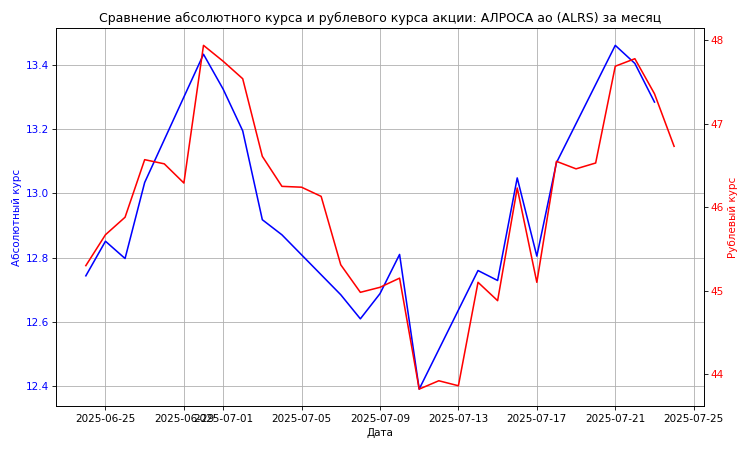 Сравнение абсолютного курса и рублевого курса акции: АЛРОСА ао (ALRS) за месяц
Абсолютный курс
13.4
13.2
13.0
12.8
12.6
12.4
48
47
46
45
44
Рублевый курс
2025-06-25 2025-06-29 2025-07-01 2025-07-05 2025-07-09 2025-07-13 2025-07-17 2025-07-21 2025-07-25
Дата